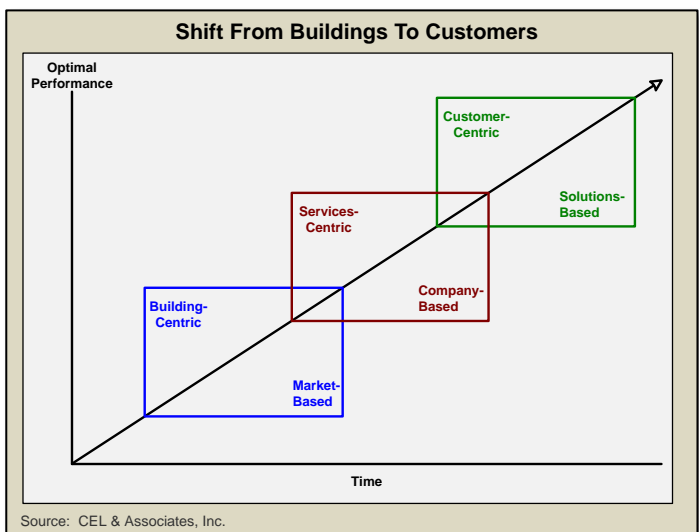 Shift From Buildings To Customers
Optimal
Performance
Customer-
Centric
Solutions-
Based
Services-
Centric
Company-
Based
Building-
Centric
Market-
Based
Time
Source: CEL & Associates, Inc.